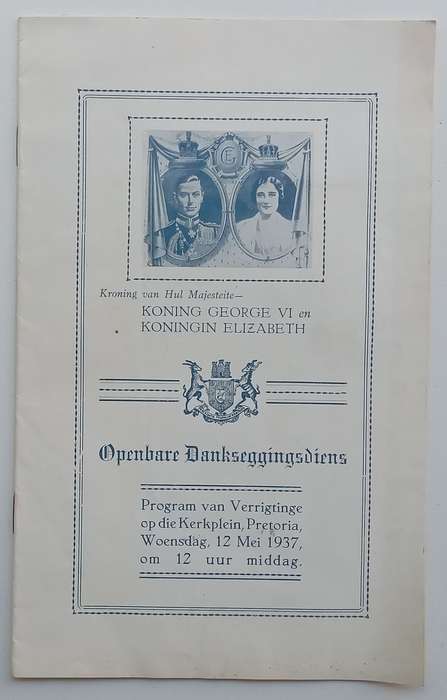 Kroning van Hul Majesteite—
KONING GEORGE VI en
KONINGIN ELIZABETH
Openbare Dankseggingsdiens
Program van Verrigtinge
op die Kerkplein, Pretoria,
Woensdag, 12 Mei 1937,
om 12 uur middag.